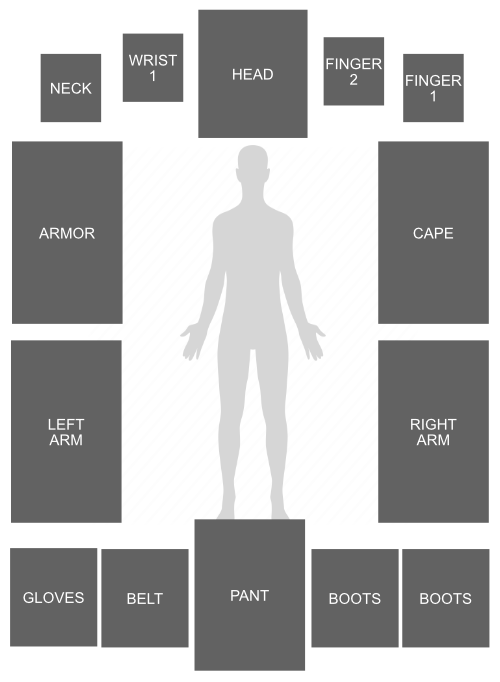 NECK
WRIST
1
HEAD
FINGER
2
FINGER
1
ARMOR
CAPE
LEFT
ARM
RIGHT
ARM
GLOVES
BELT
PANT
BOOTS
BOOTS